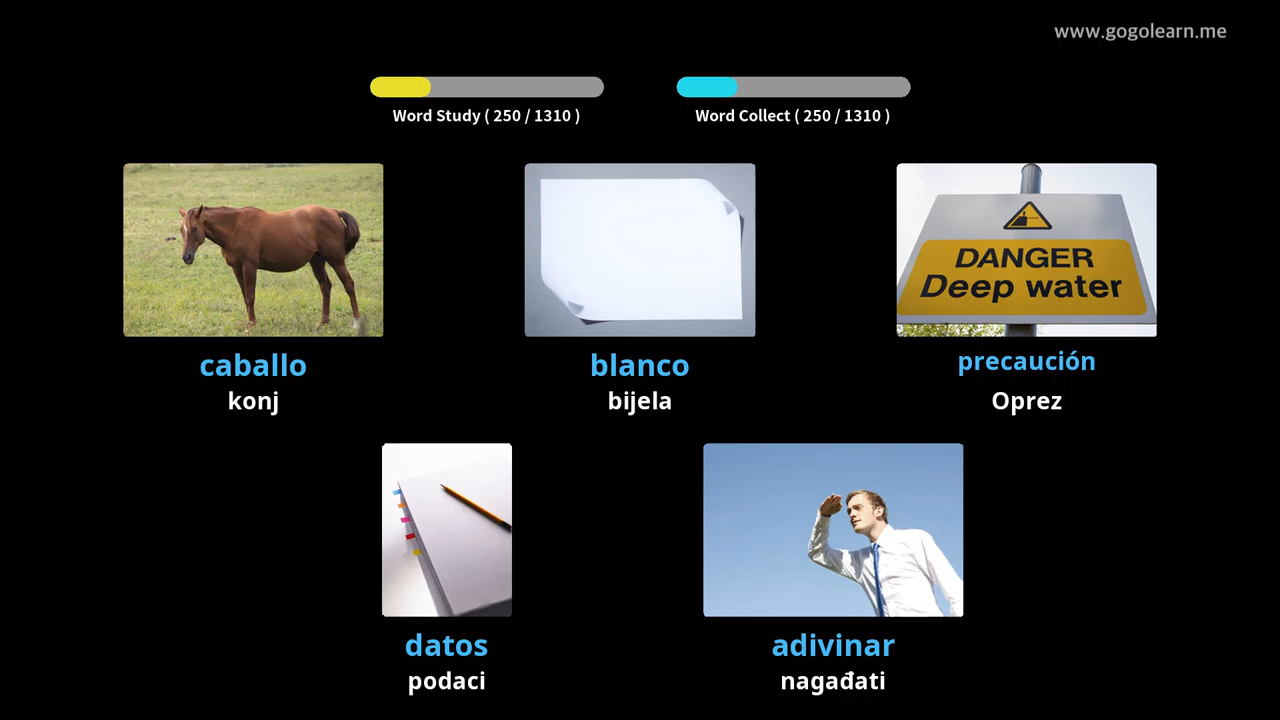 www.gogolearn.me
Word Study ( 250 / 1310 )
Word Collect ( 250 / 1310 )
DANGER
Deep water
caballo
konj
blanco
bijela
precaución
Oprez
datos
podaci
adivinar
nagađati